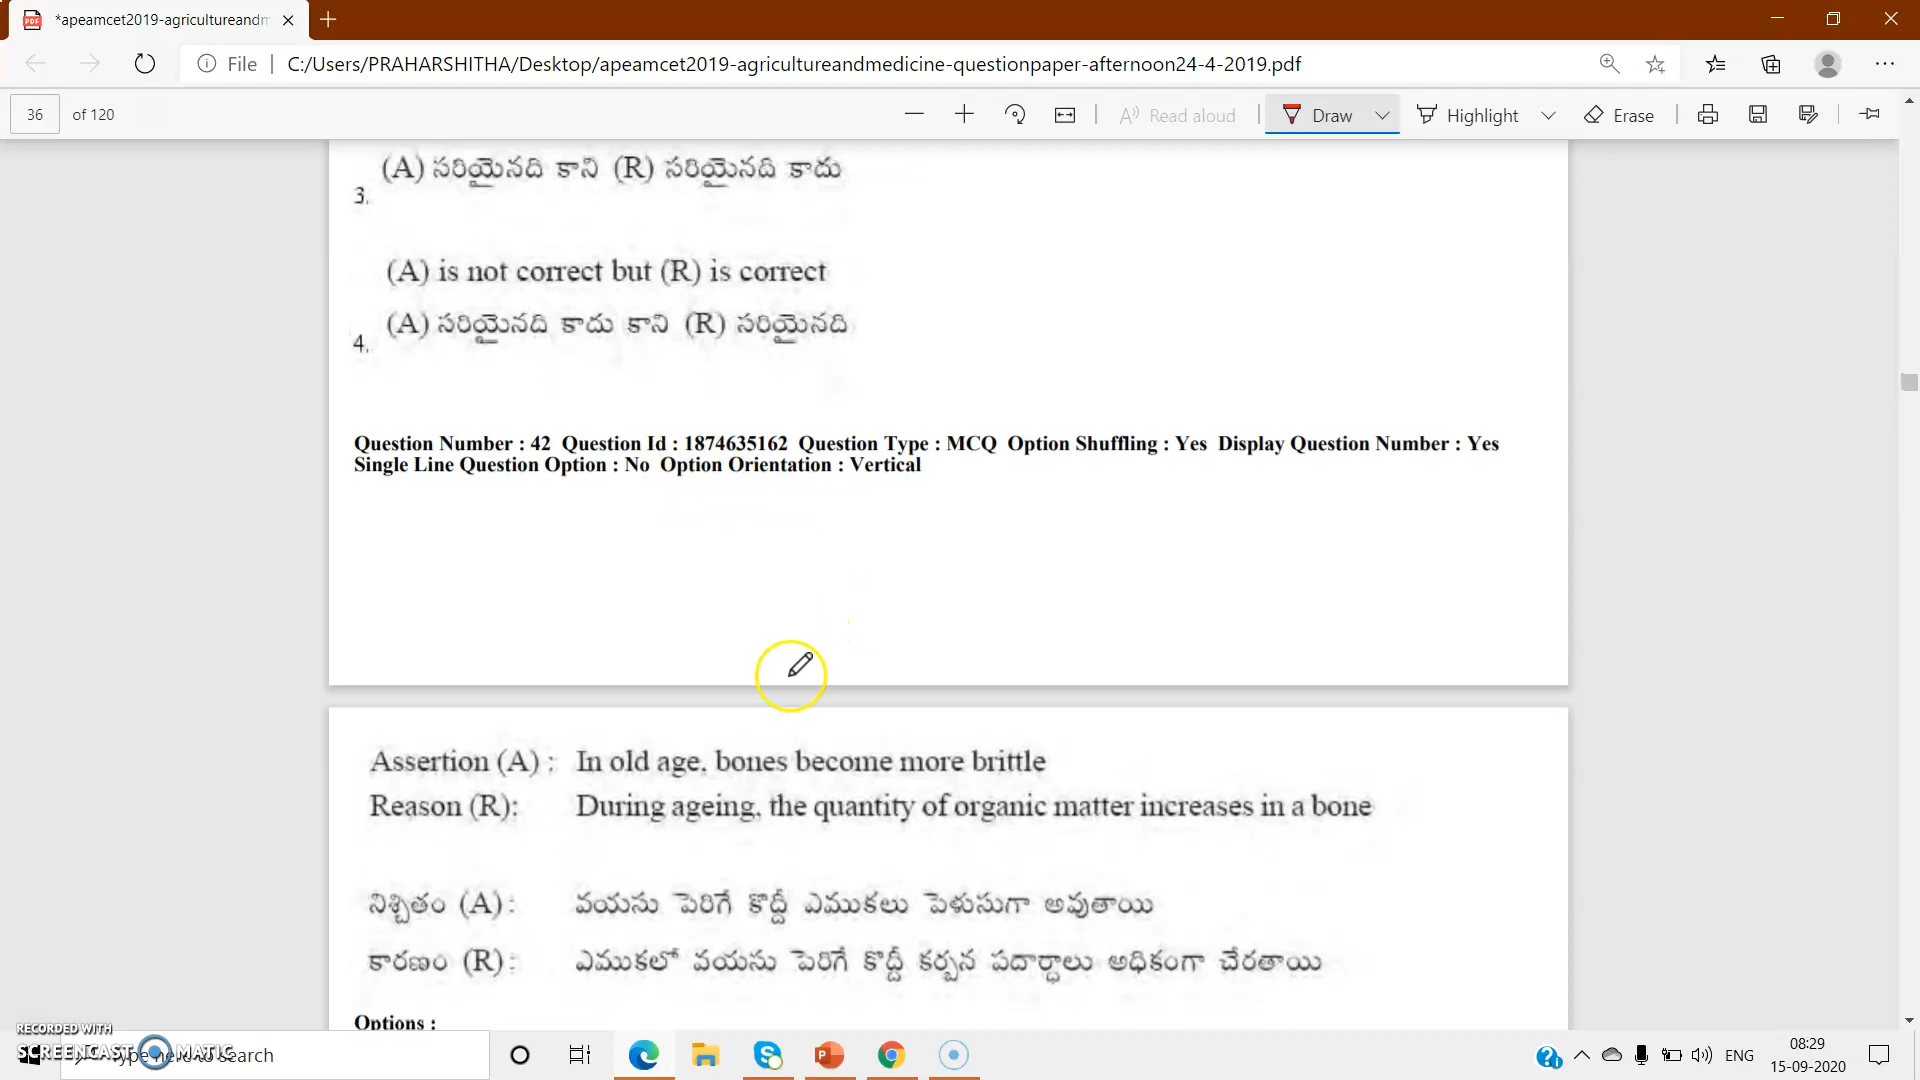 *apeamcet2019-agricultureandm
File
C:/Users/PRAHARSHITHA/Desktop/apeamcet2019-agricultureandmedicine-questionpaper-afternoon24-4-2019.pdf
36 of 120
Read aloud
Draw
Highlight
Erase
(A) సరియైనది కాని (R) సరియైనది కాదు
3.
(A) is not correct but (R) is correct
(A) సరియైనది కాదు కాని (R) సరియైనది
4.
Question Number : 42 Question Id : 1874635162 Question Type : MCQ Option Shuffling : Yes Display Question Number : Yes
Single Line Question Option : No Option Orientation : Vertical
Assertion (A) : In old age, bones become more brittle
Reason (R): During ageing, the quantity of organic matter increases in a bone
నిశ్చితం (A) : వయసు పెరిగే కొద్దీ ఎముకలు పెళుసుగా అవుతాయి
కారణం (R) : ఎముకలో వయసు పెరిగే కొద్దీ కర్బన పదార్ధాలు అధికంగా చేరతాయి
Options :
RECORDED WITH
SCREENCAST MATIC
Type here to search
ENG
08:29
15-09-2020